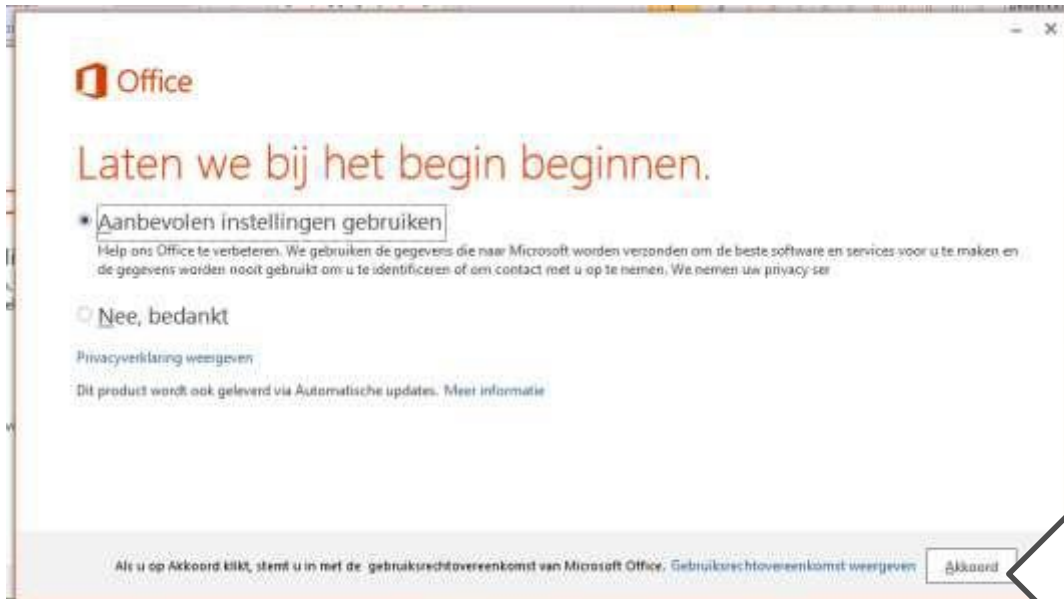 Office
Laten we bij het begin beginnen.
Aanbevolen instellingen gebruiken
Help ons Office te verbeteren. We gebruiken de gegevens die naar Microsoft worden verzonden om de beste software en services voor u te maken en
de gegevens worden nooit gebruikt om u te identificeren of om contact met u op te nemen. We nemen uw privacy ser
Nee, bedankt
Privacyverklaring weergeven
Dit product wordt ook geleverd via Automatische updates. Meer informatie
Als u op Akkoord klikt, stemt u in met de gebruiksrechtovereenkomst van Microsoft Office. Gebruiksrechtovereenkomst weergeven Akkoord